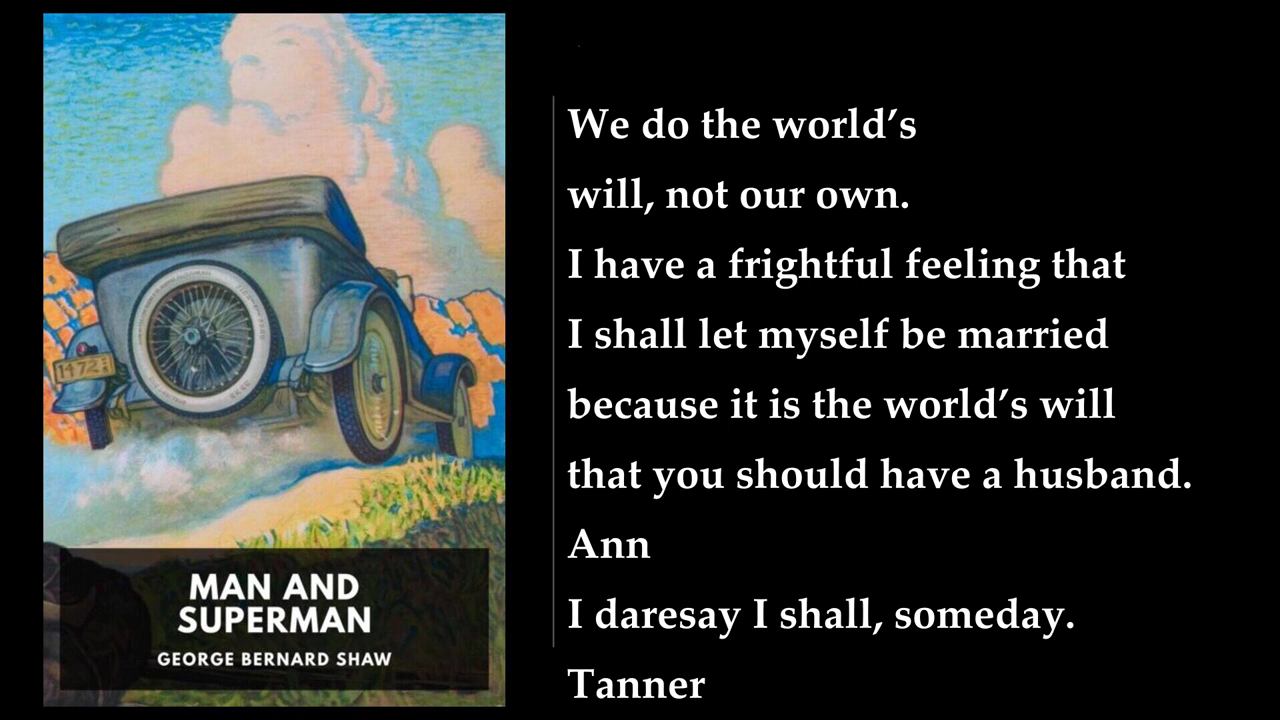 We do the world’s
will, not our own.
I have a frightful feeling that
I shall let myself be married
because it is the world’s will
that you should have a husband.
Ann
I daresay I shall, someday.
Tanner
1472
MAN AND
SUPERMAN
GEORGE BERNARD SHAW